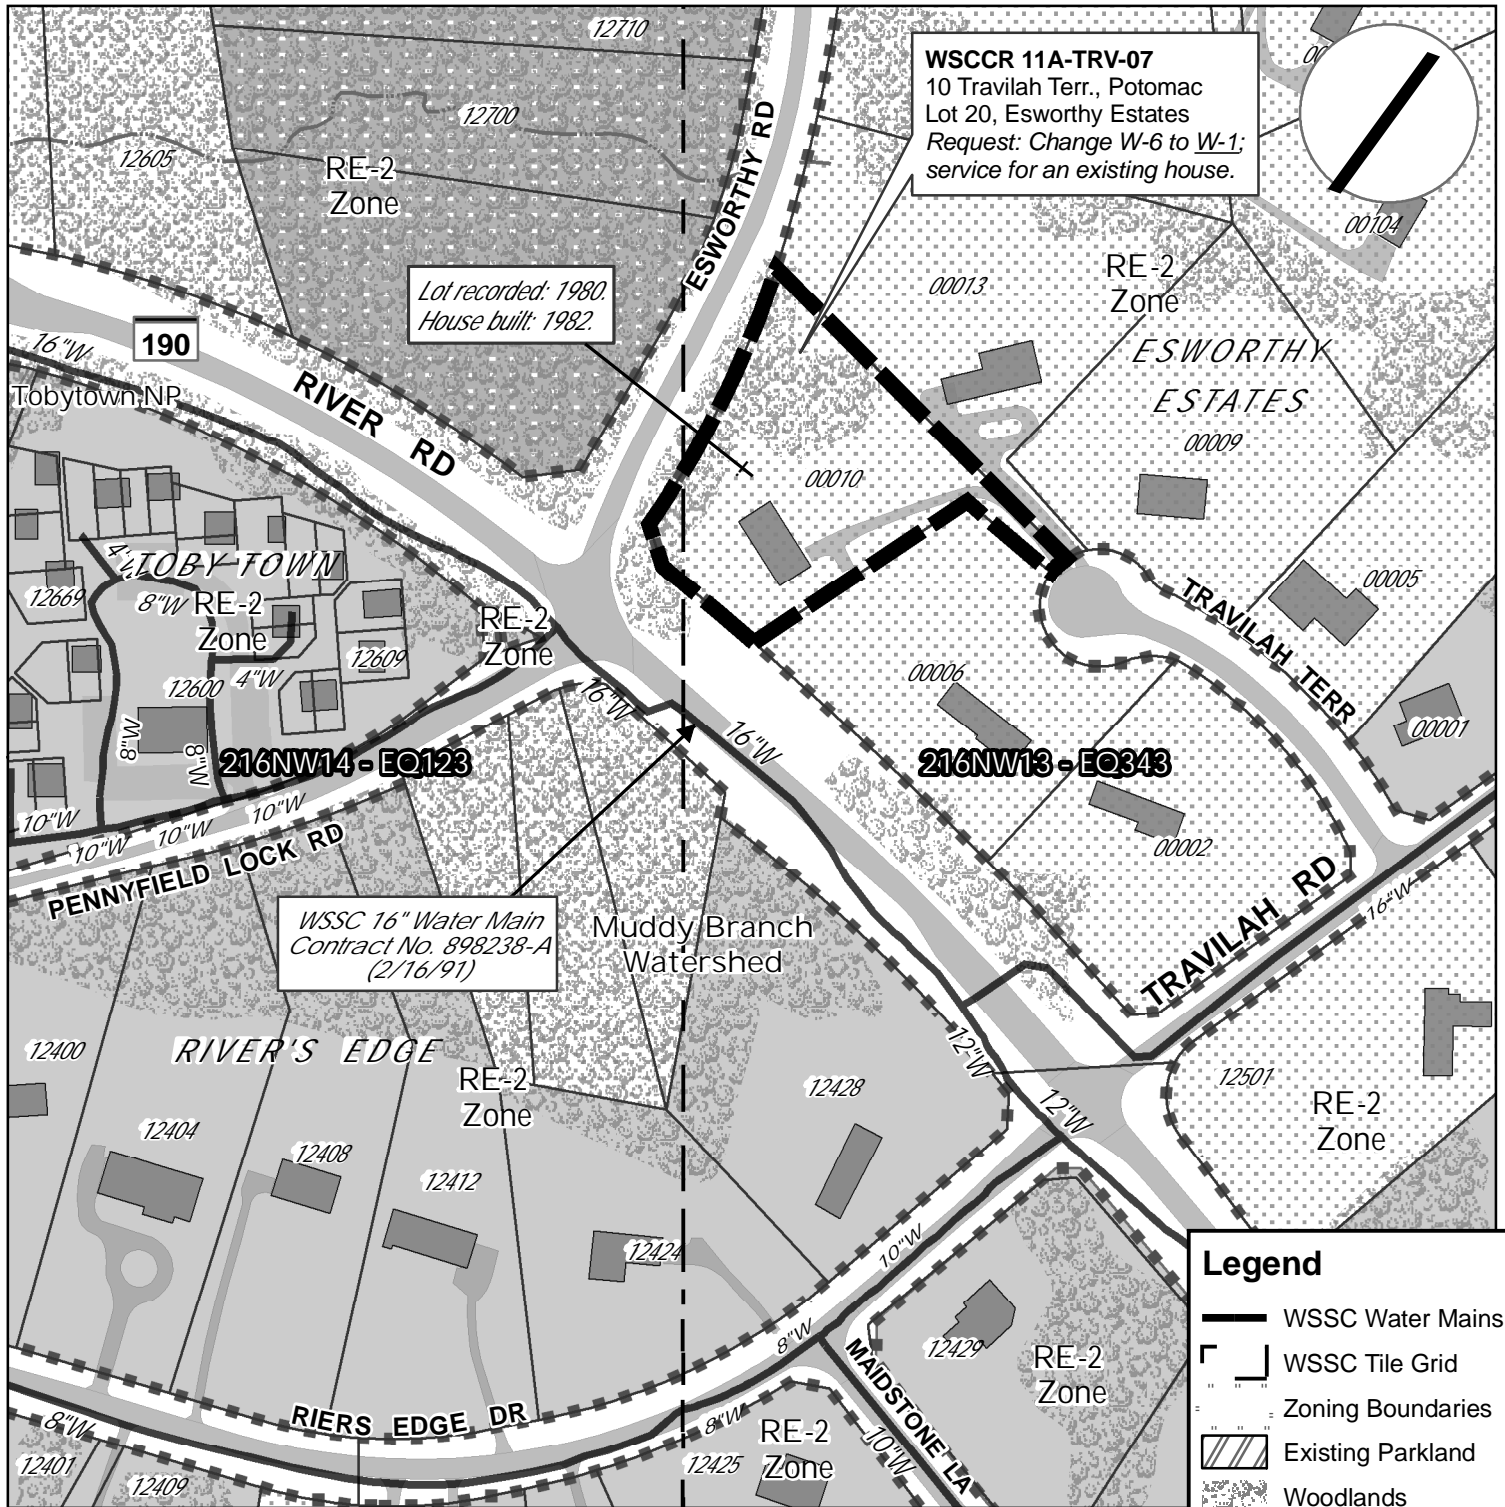 12710
WSCCR 11A-TRV-07
10 Travilah Terr., Potomac
Lot 20, Esworthy Estates
Request: Change W-6 to W-1;
service for an existing house.
12700
12605
RE-2
Zone
ESWORTHY RD
00104
Lot recorded: 1980.
House built: 1982.
00013
RE-2
Zone
190
16"W
Tobytown NP
RIVER RD
ESWORTHY
ESTATES
00009
00010
TOBY TOWN
4"W
8"W
12669
RE-2
Zone
RE-2
Zone
12609
12600
4"W
00005
TRAVILAH TERR
00006
00001
8"W
8"W
16"W
16"W
216NW14 - EQ123
216NW13 - EQ343
10"W
10"W
10"W
10"W
PENNYFIELD LOCK RD
00002
TRAVILAH RD
16"W
WSSC 16" Water Main
Contract No. 898238-A
(2/16/91)
Muddy Branch
Watershed
12400
RIVER'S EDGE
RE-2
Zone
12"W
12"W
12428
12501
RE-2
Zone
12404
12408
12412
12424
10"W
8"W
12429
RE-2
Zone
MAIDSTONE LA
RIERS EDGE DR
8"W
8"W
RE-2
Zone
10"W
12401
12409
12425
Legend
WSSC Water Mains
WSSC Tile Grid
Zoning Boundaries
Existing Parkland
Woodlands